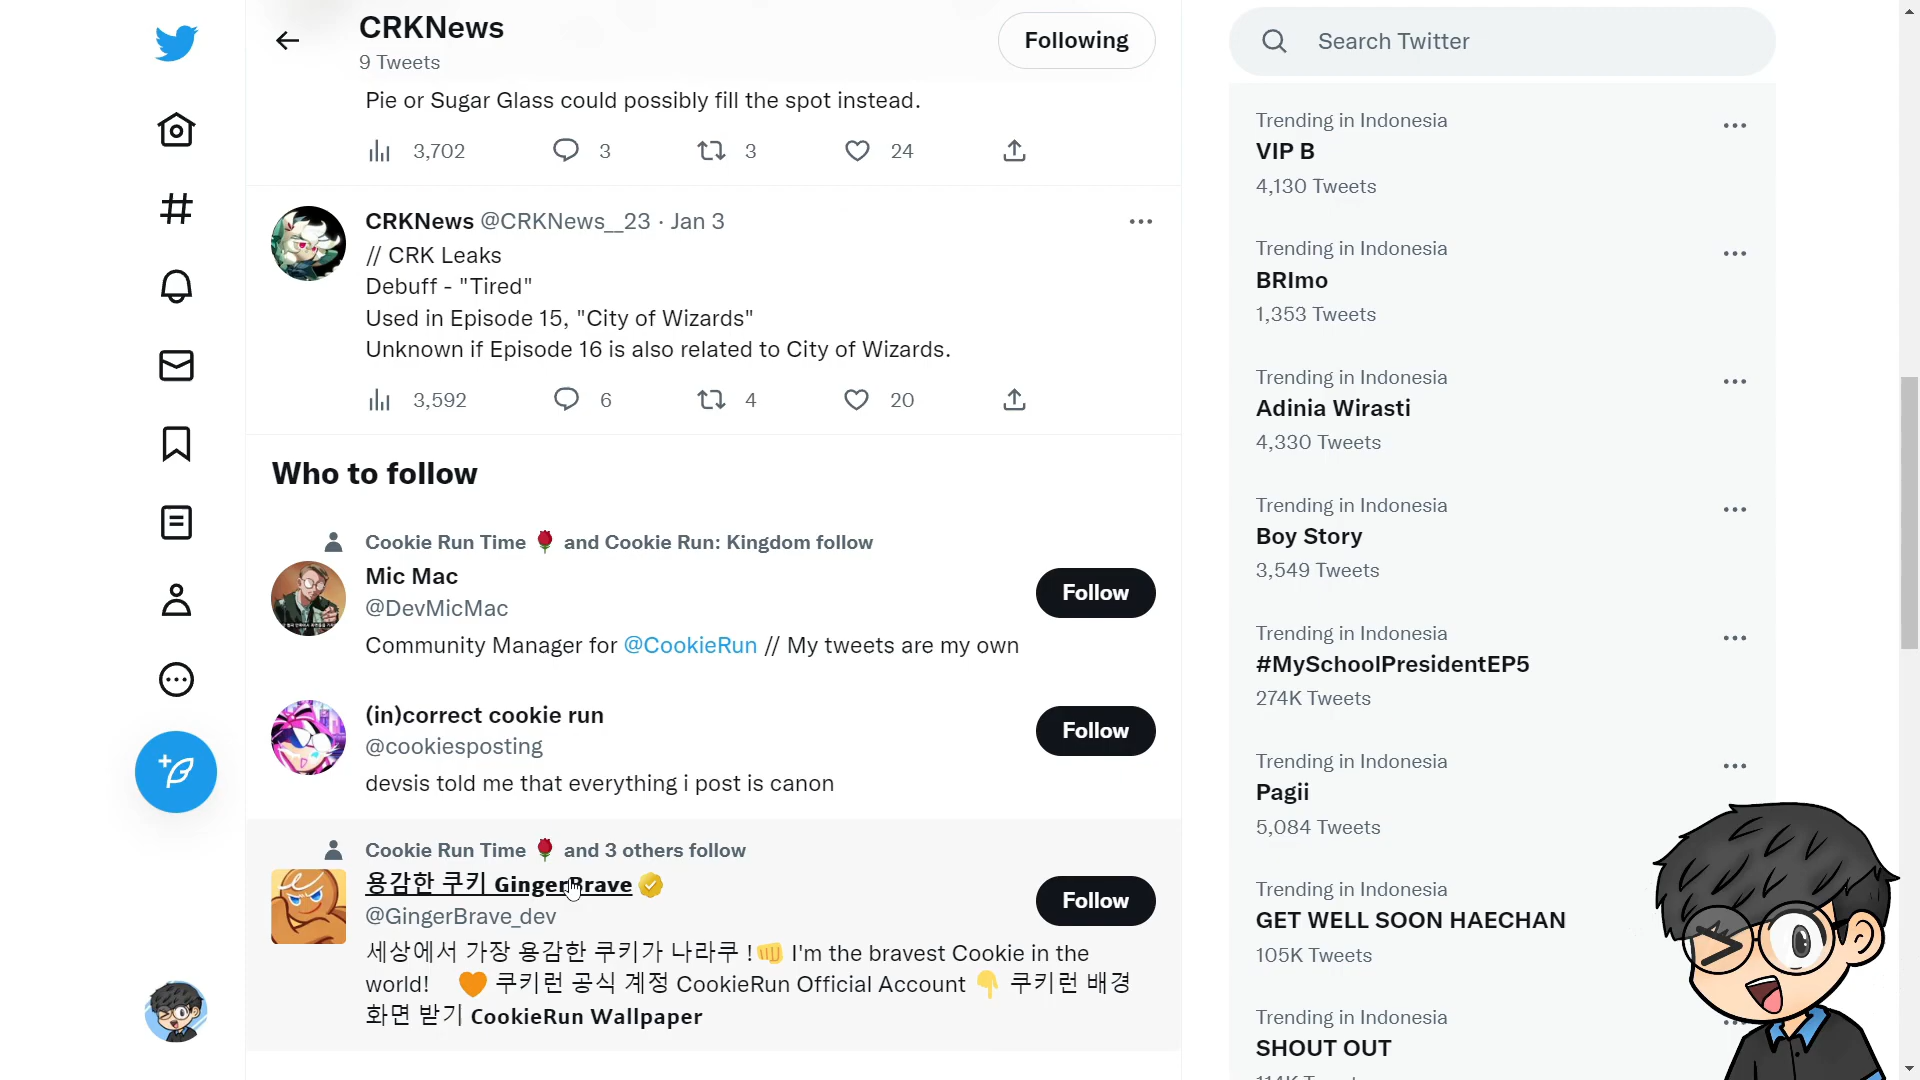 CRKNews
9 Tweets
Following
Pie or Sugar Glass could possibly fill the spot instead.
3,702
3
3
24
CRKNews @CRKNews__23 · Jan 3
// CRK Leaks
Debuff - "Tired"
Used in Episode 15, "City of Wizards"
Unknown if Episode 16 is also related to City of Wizards.
3,592
6
4
20
Who to follow
Cookie Run Time 🌹 and Cookie Run: Kingdom follow
Mic Mac
@DevMicMac
Follow
Community Manager for @CookieRun // My tweets are my own
(in)correct cookie run
@cookiesposting
Follow
devsis told me that everything i post is canon
Cookie Run Time 🌹 and 3 others follow
용감한 쿠키 GingerBrave
@GingerBrave_dev
Follow
세상에서 가장 용감한 쿠키가 나라쿠 !👊 I'm the bravest Cookie in the
world! 🧡 쿠키런 공식 계정 CookieRun Official Account 👇 쿠키런 배경
화면 받기 CookieRun Wallpaper
Search Twitter
Trending in Indonesia
VIP B
4,130 Tweets
Trending in Indonesia
BRImo
1,353 Tweets
Trending in Indonesia
Adinia Wirasti
4,330 Tweets
Trending in Indonesia
Boy Story
3,549 Tweets
Trending in Indonesia
#MySchoolPresidentEP5
274K Tweets
Trending in Indonesia
Pagii
5,084 Tweets
Trending in Indonesia
GET WELL SOON HAECHAN
105K Tweets
Trending in Indonesia
SHOUT OUT